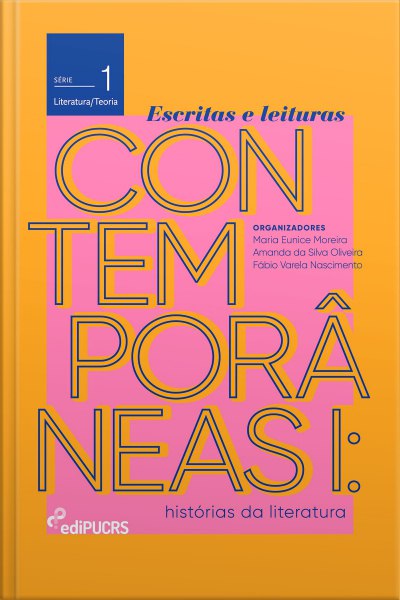 SÉRIE 1
Literatura/Teoria
Escritas e leituras
CON
TEM
PORÂ
NEAS I:
ORGANIZADORES
Maria Eunice Moreira
Amanda da Silva Oliveira
Fábio Varela Nascimento
histórias da literatura
ediPUCRS